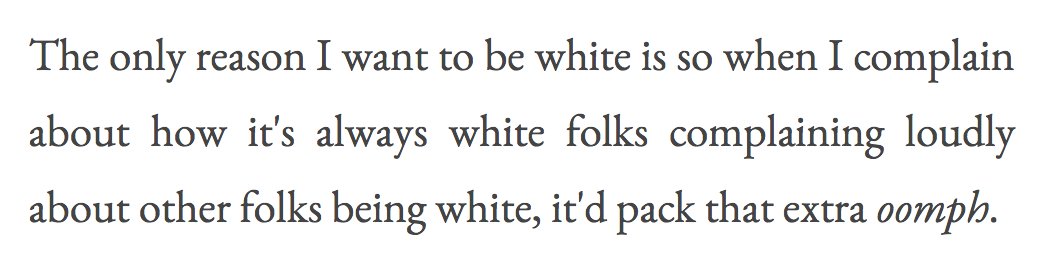 The only reason I want to be white is so when I complain
about how it's always white folks complaining loudly
about other folks being white, it'd pack that extra oomph.